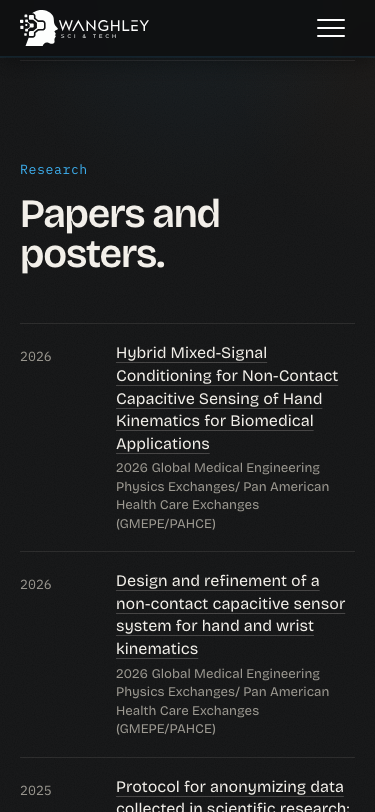 WANGHLEY
SCI & TECH
Research
Papers and
posters.
2026
Hybrid Mixed-Signal
Conditioning for Non-Contact
Capacitive Sensing of Hand
Kinematics for Biomedical
Applications
2026 Global Medical Engineering
Physics Exchanges/ Pan American
Health Care Exchanges
(GMEPE/PAHCE)
2026
Design and refinement of a
non-contact capacitive sensor
system for hand and wrist
kinematics
2026 Global Medical Engineering
Physics Exchanges/ Pan American
Health Care Exchanges
(GMEPE/PAHCE)
2025
Protocol for anonymizing data
collected in scientific research: